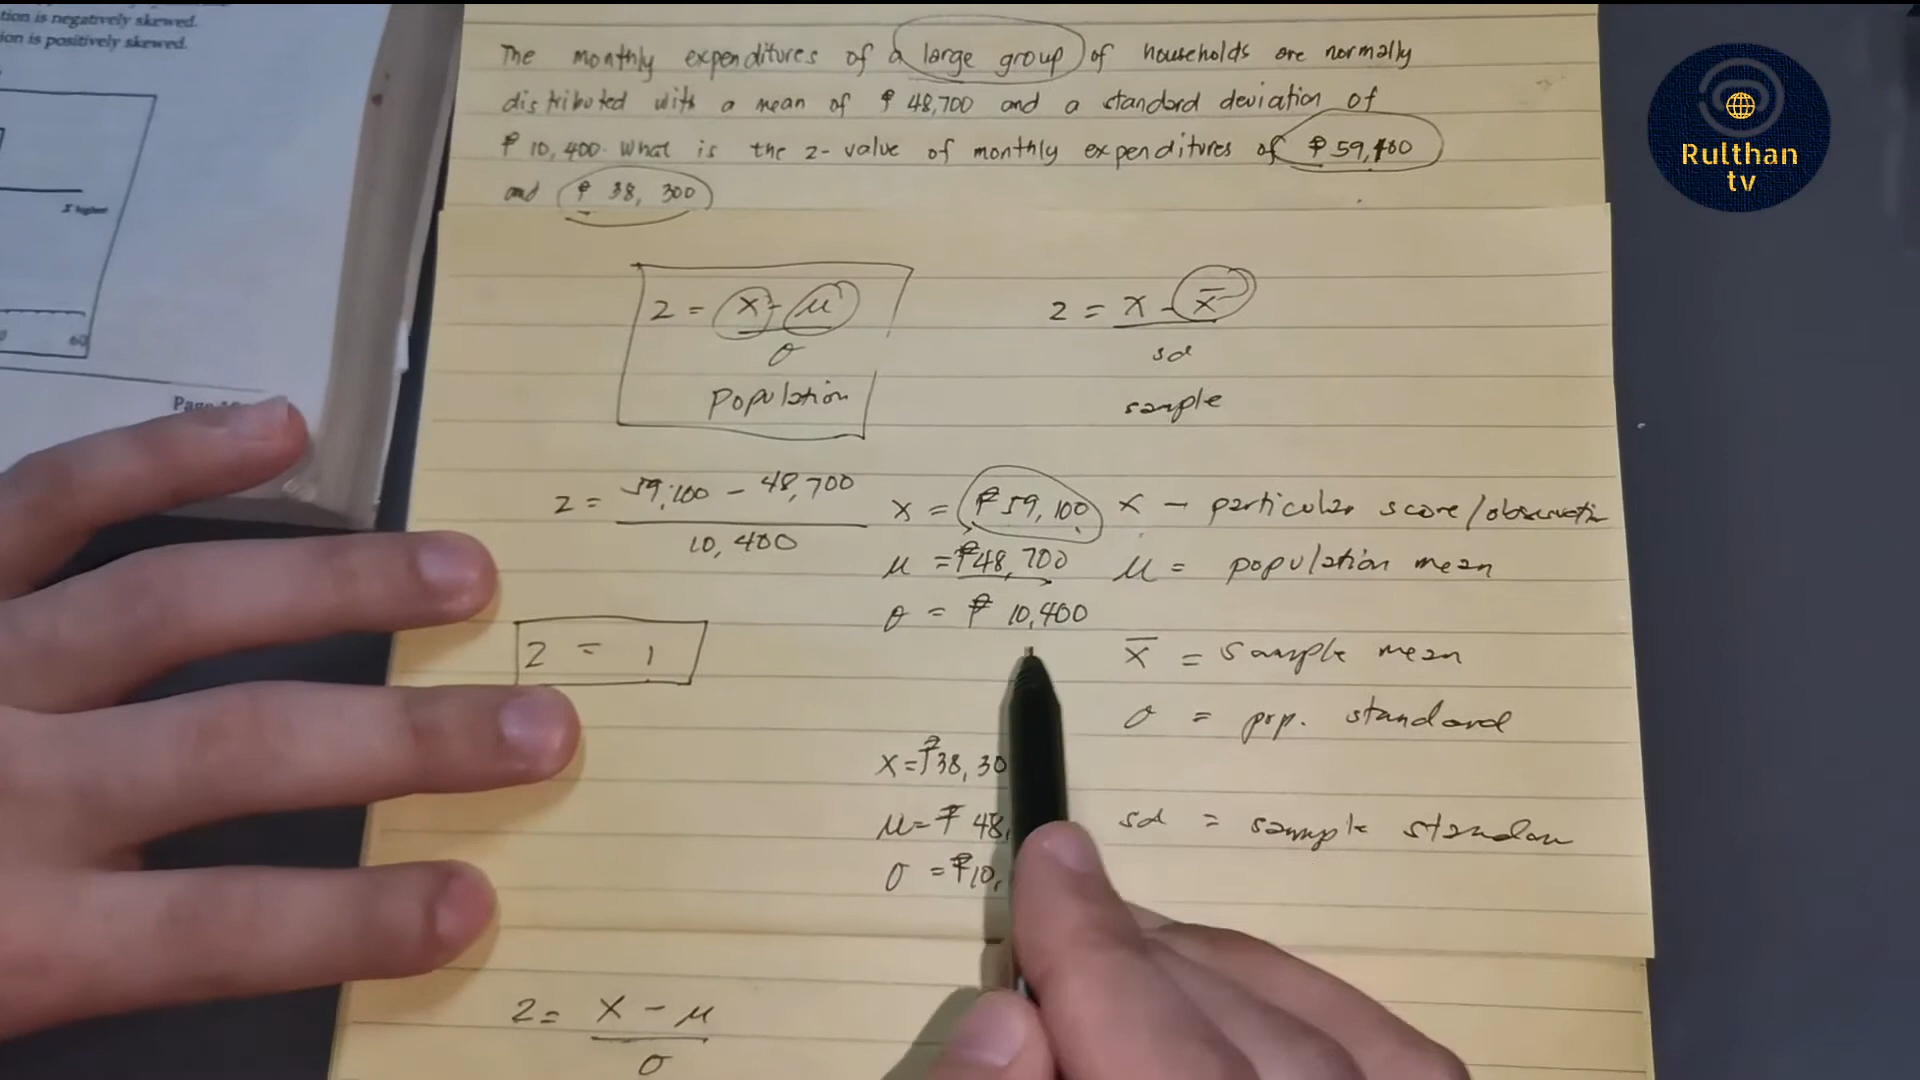 tion is negatively skewed.
ion is positively skewed.
X highest
60
The monthly expenditures of a large group of households are normally
distributed with a mean of ₱ 48,700 and a standard deviation of
₱ 10,400. What is the z-value of monthly expenditures of ₱ 59,100
and ₱ 38,300
Rulthan
tv
z = x - μ
σ
population
z = x - x̄
sd
sample
z = 59,100 - 48,700
10,400
z = 1
x = ₱ 59,100
μ = ₱48,700
σ = ₱ 10,400
x = ₱38,30
μ = ₱ 48,
σ = ₱10,
x - particular score/observation
μ = population mean
x̄ = sample mean
σ = pop. standard
sd = sample standar
z = x - μ
σ